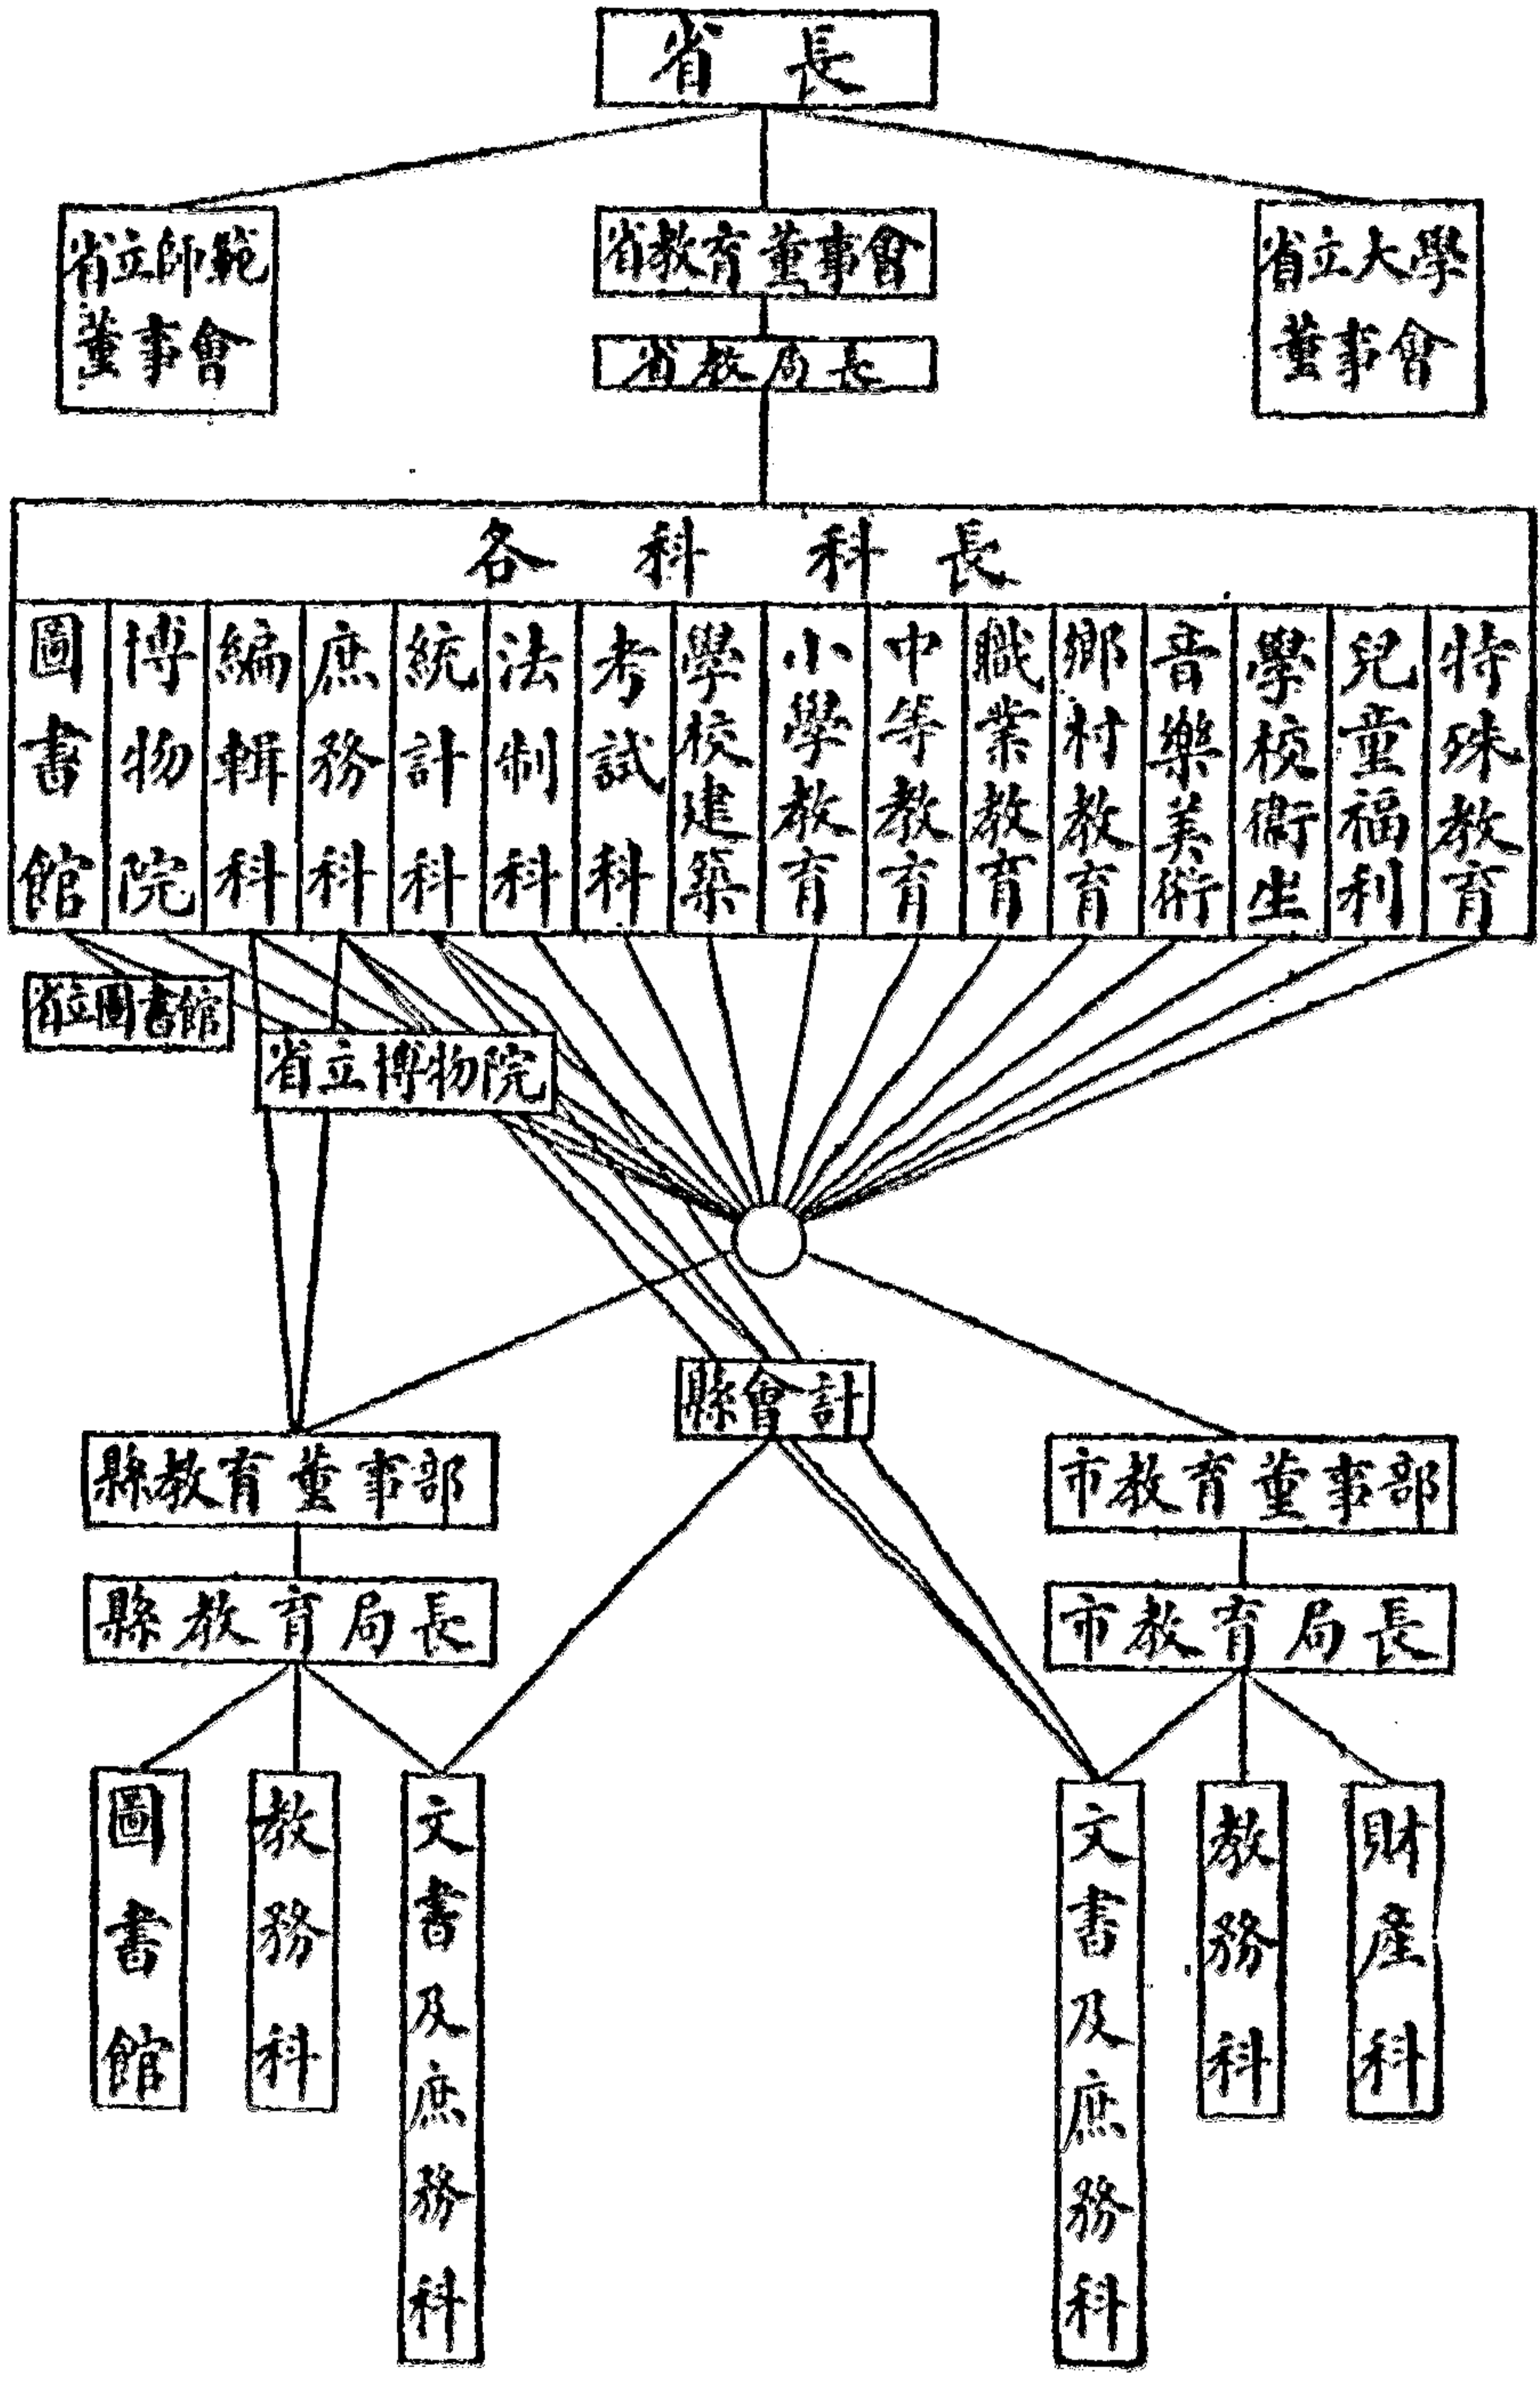 省長
省立師範
董事會
省教育董事會
省教局長
省立大學
董事會
各科科長
圖書館
博物院
編輯科
庶務科
統計科
法制科
考試科
學校建築
小學教育
中等教育
職業教育
鄉村教育
音樂美術
學校衛生
兒童福利
特殊教育
省立圖書館
省立博物院
縣會計
縣教育董事部
縣教育局長
圖書館
教務科
文書及庶務科
市教育董事部
市教育局長
文書及庶務科
教務科
財產科